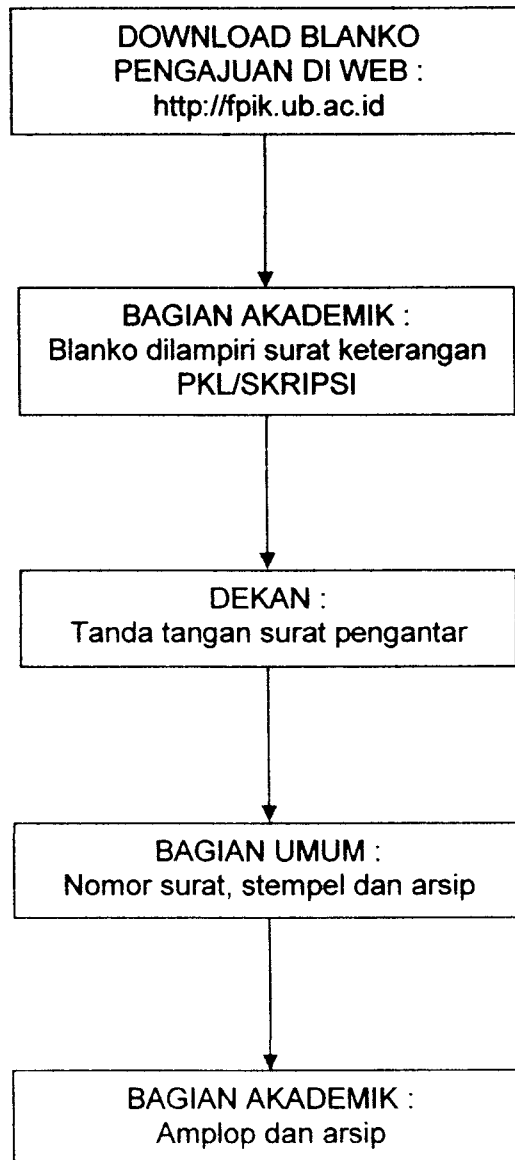 DOWNLOAD BLANKO
PENGAJUAN DI WEB :
http://fpik.ub.ac.id
BAGIAN AKADEMIK :
Blanko dilampiri surat keterangan
PKL/SKRIPSI
DEKAN :
Tanda tangan surat pengantar
BAGIAN UMUM :
Nomor surat, stempel dan arsip
BAGIAN AKADEMIK :
Amplop dan arsip